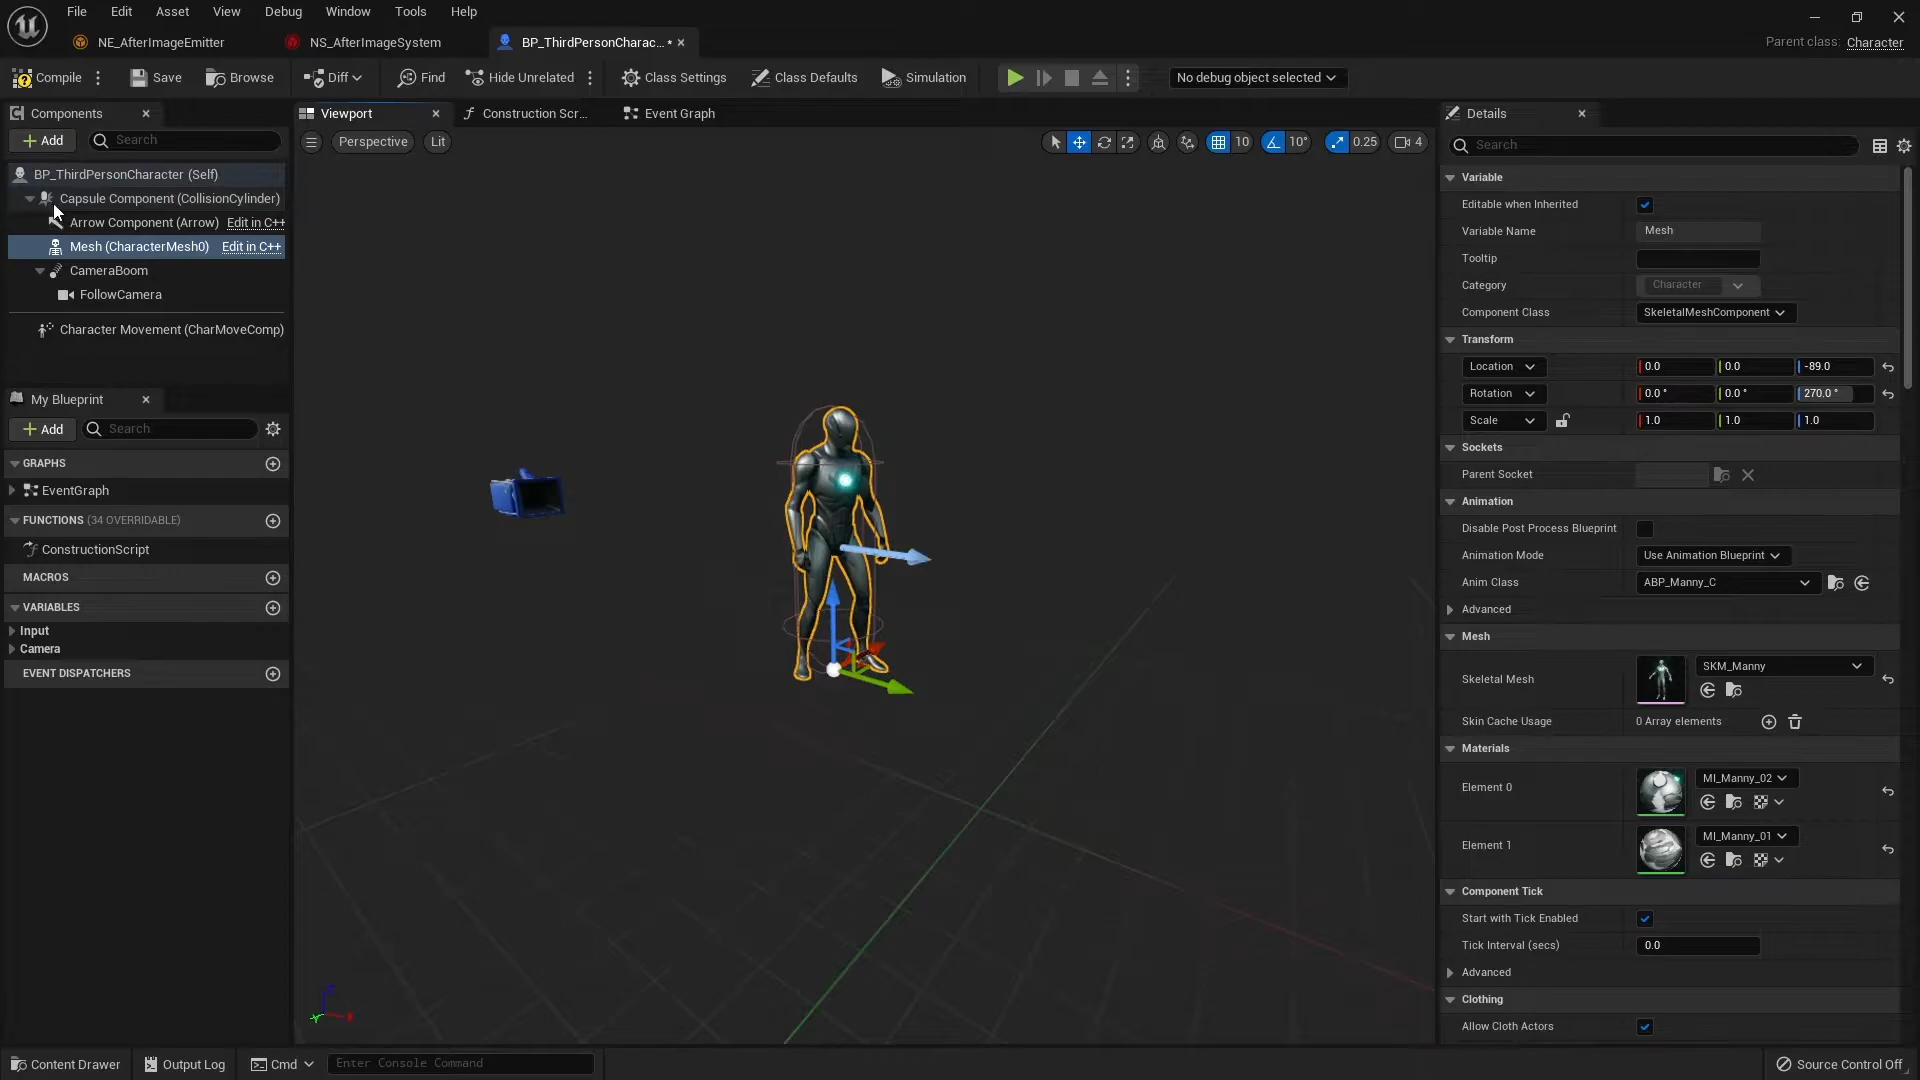 File Edit Asset View Debug Window Tools Help
NE_AfterImageEmitter NS_AfterImageSystem BP_ThirdPersonCharac... • Parent class: Character
Compile Save Browse Diff Find Hide Unrelated Class Settings Class Defaults Simulation No debug object selected
Components Viewport Construction Scr... Event Graph Details
Add Search Perspective Lit 10 10° 0.25 4 Search
BP_ThirdPersonCharacter (Self)
Capsule Component (CollisionCylinder)
Arrow Component (Arrow) Edit in C++
Mesh (CharacterMesh0) Edit in C++
CameraBoom
FollowCamera
Character Movement (CharMoveComp)
My Blueprint
Add Search
GRAPHS
EventGraph
FUNCTIONS (34 OVERRIDABLE)
ConstructionScript
MACROS
VARIABLES
Input
Camera
EVENT DISPATCHERS
Variable
Editable when Inherited
Variable Name Mesh
Tooltip
Category Character
Component Class SkeletalMeshComponent
Transform
Location 0.0 0.0 -89.0
Rotation 0.0 ° 0.0 ° 270.0 °
Scale 1.0 1.0 1.0
Sockets
Parent Socket
Animation
Disable Post Process Blueprint
Animation Mode Use Animation Blueprint
Anim Class ABP_Manny_C
Advanced
Mesh
Skeletal Mesh SKM_Manny
Skin Cache Usage 0 Array elements
Materials
Element 0 MI_Manny_02
Element 1 MI_Manny_01
Component Tick
Start with Tick Enabled
Tick Interval (secs) 0.0
Advanced
Clothing
Allow Cloth Actors
Content Drawer Output Log Cmd Enter Console Command Source Control Off